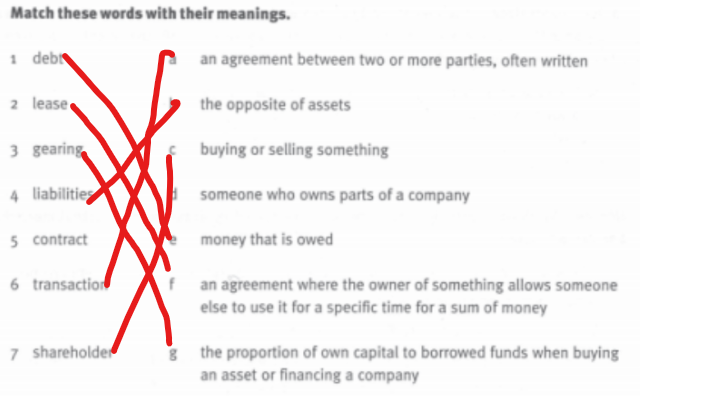 Match these words with their meanings.
1 debt a an agreement between two or more parties, often written
2 lease b the opposite of assets
3 gearing c buying or selling something
4 liabilities d someone who owns parts of a company
5 contract e money that is owed
6 transaction f an agreement where the owner of something allows someone
else to use it for a specific time for a sum of money
7 shareholder g the proportion of own capital to borrowed funds when buying
an asset or financing a company